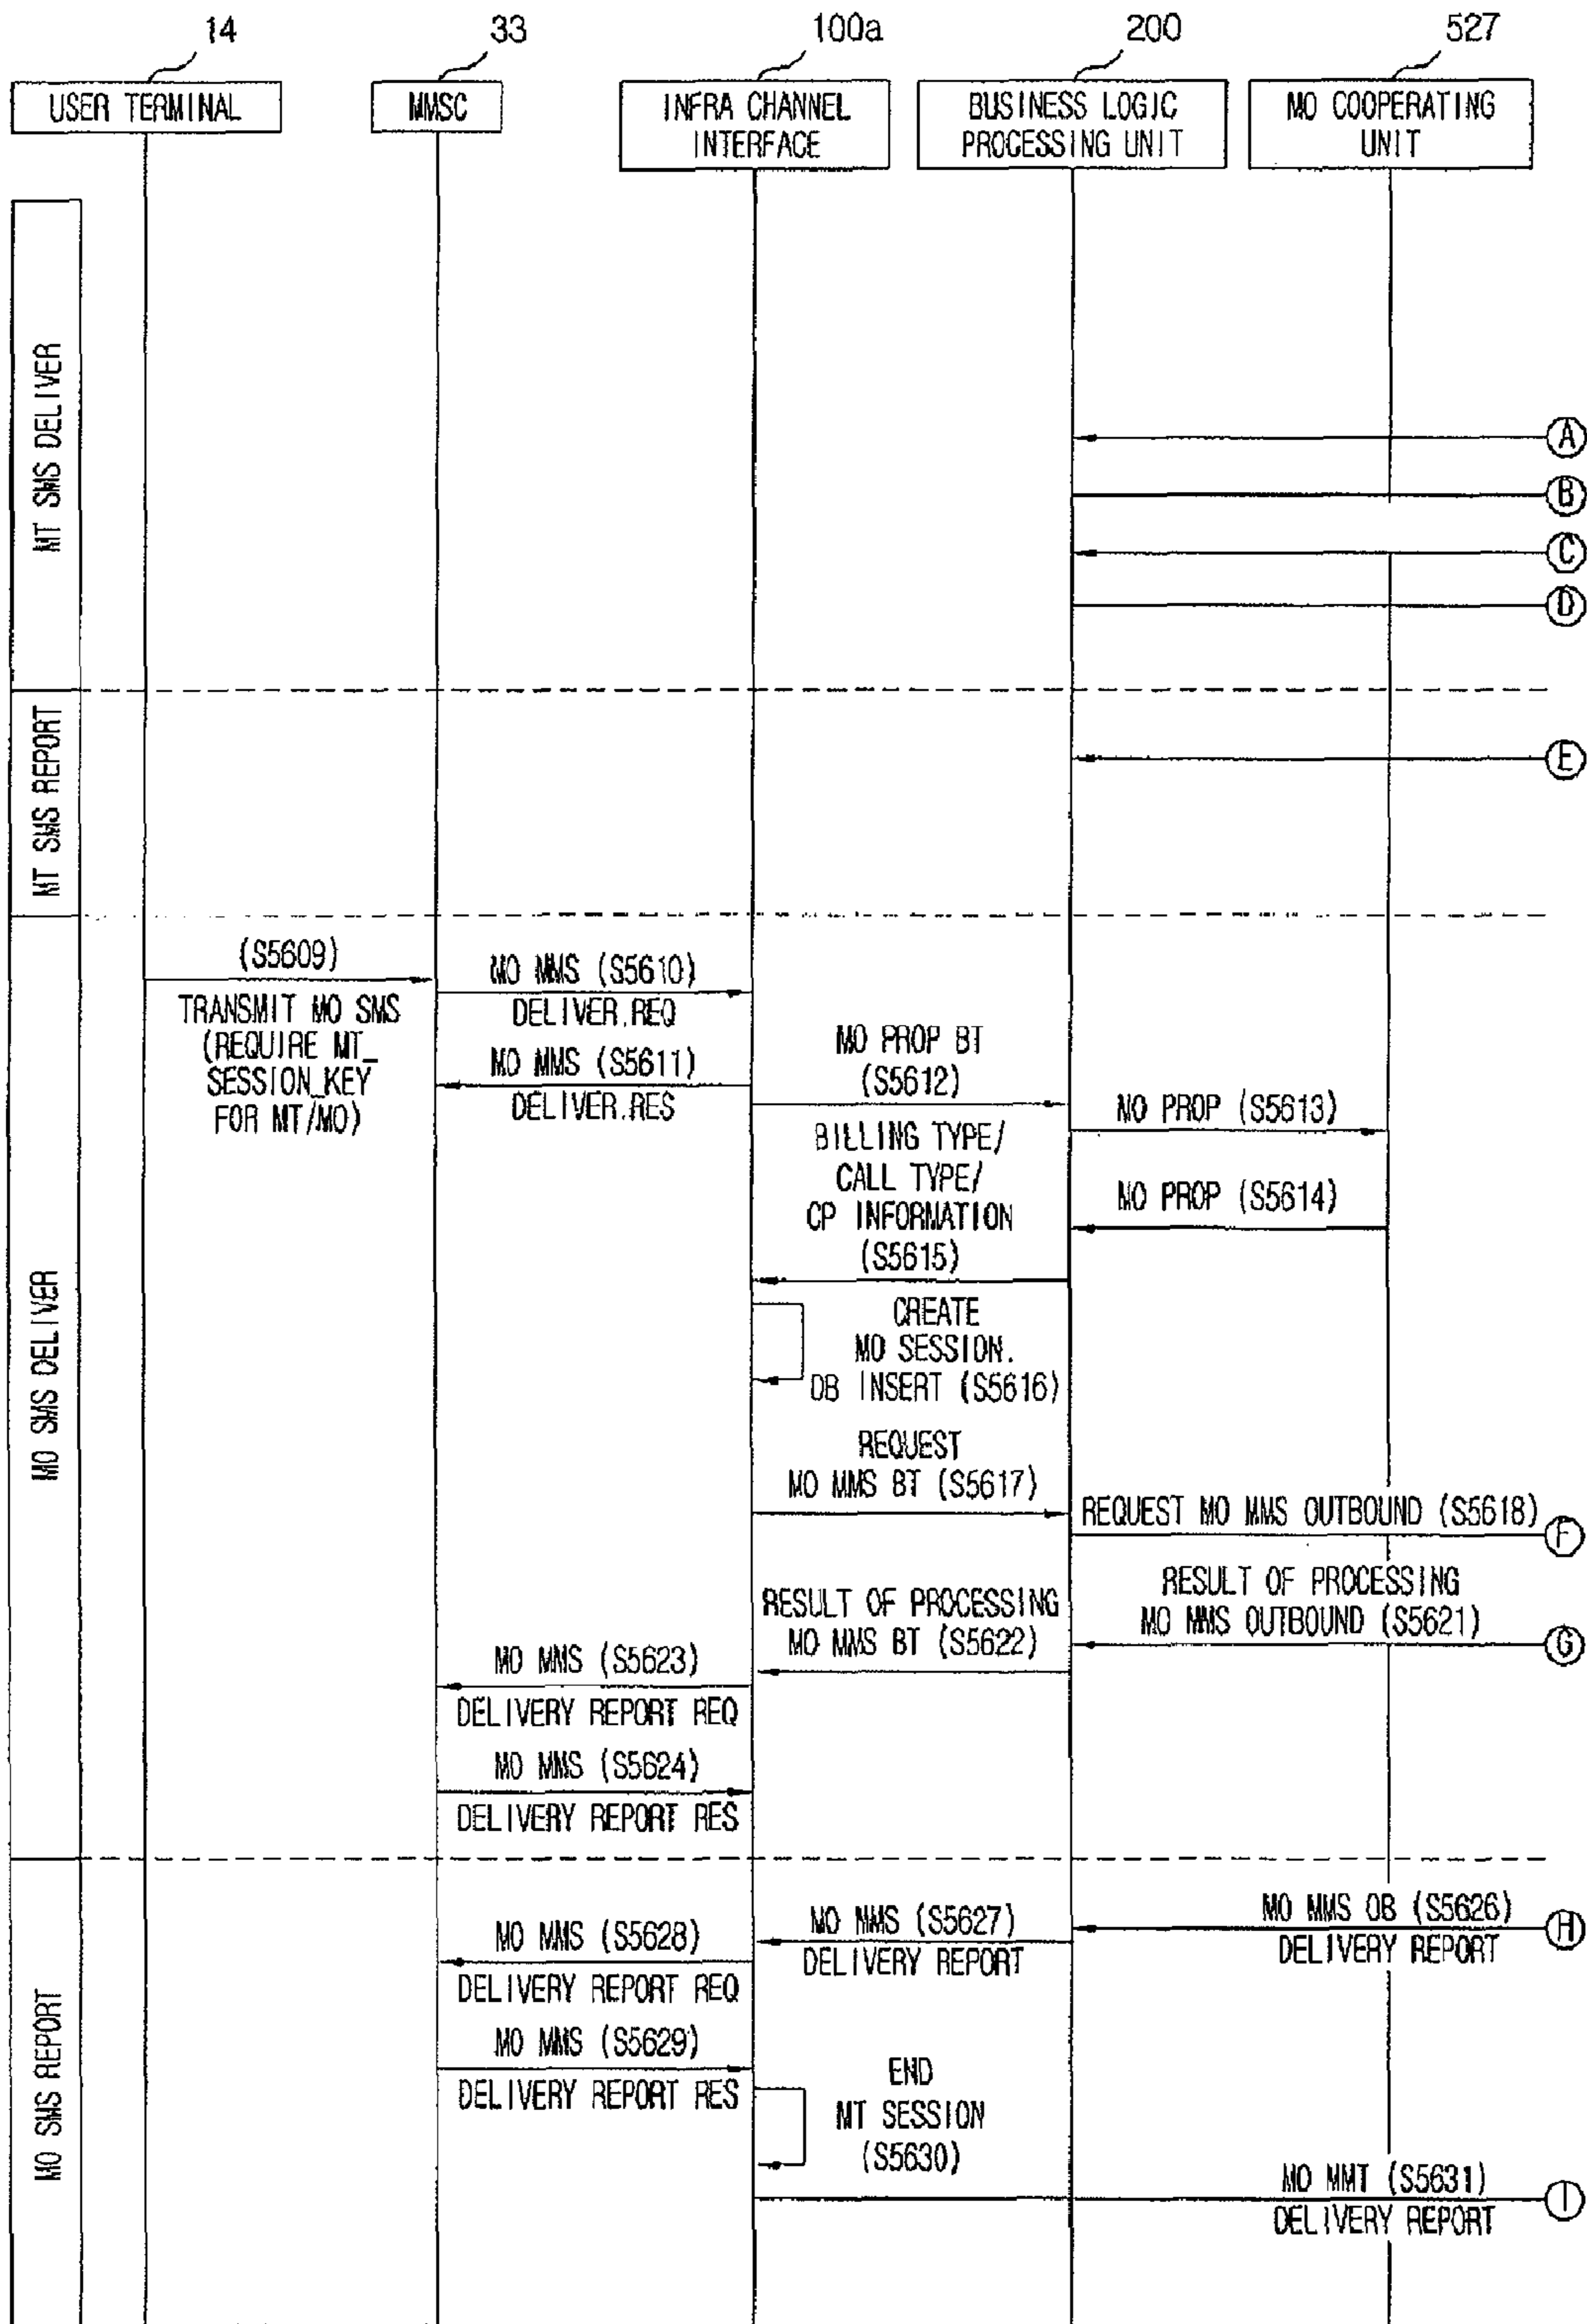 14
33
100a
200
527
USER TERMINAL
MMSC
INFRA CHANNEL
INTERFACE
BUSINESS LOGIC
PROCESSING UNIT
MO COOPERATING
UNIT
MT SMS DELIVER
A
B
C
D
MT SMS REPORT
E
MO SMS DELIVER
(S5609)
TRANSMIT MO SMS
(REQUIRE MT_
SESSION_KEY
FOR MT/MO)
MO MMS (S5610)
DELIVER.REQ
MO MMS (S5611)
DELIVER.RES
MO PROP BT
(S5612)
MO PROP (S5613)
BILLING TYPE/
CALL TYPE/
CP INFORMATION
(S5615)
MO PROP (S5614)
CREATE
MO SESSION.
DB INSERT (S5616)
REQUEST
MO MMS BT (S5617)
REQUEST MO MMS OUTBOUND (S5618)
F
RESULT OF PROCESSING
MO MMS OUTBOUND (S5621)
G
RESULT OF PROCESSING
MO MMS BT (S5622)
MO MMS (S5623)
DELIVERY REPORT REQ
MO MMS (S5624)
DELIVERY REPORT RES
MO SMS REPORT
MO MMS OB (S5626)
DELIVERY REPORT
H
MO MMS (S5627)
DELIVERY REPORT
MO MMS (S5628)
DELIVERY REPORT REQ
MO MMS (S5629)
DELIVERY REPORT RES
END
MT SESSION
(S5630)
MO MMT (S5631)
DELIVERY REPORT
I